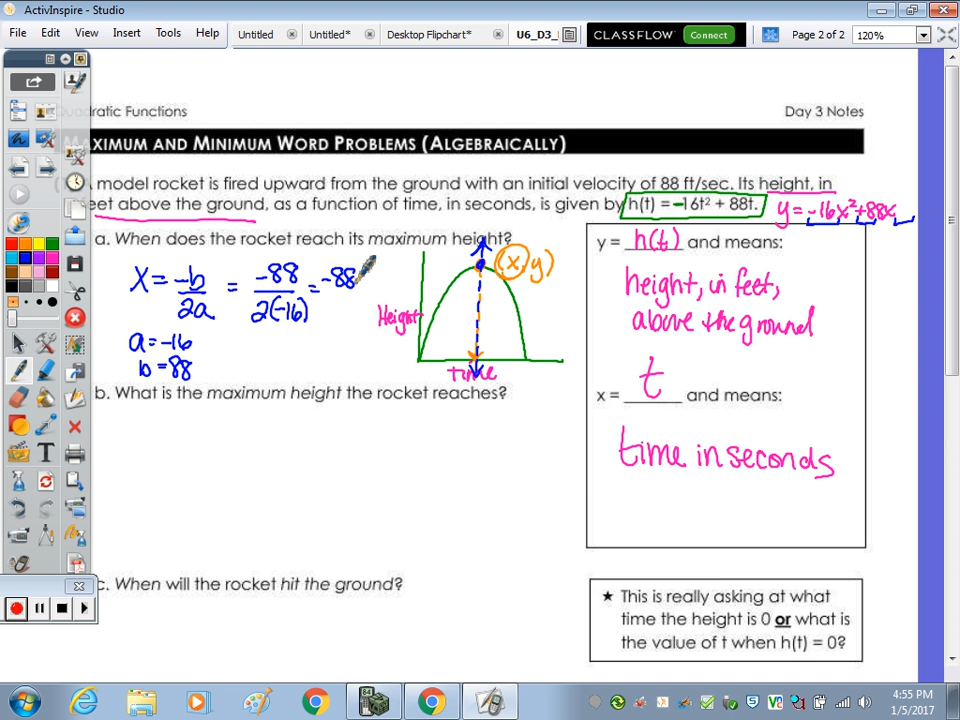 ActivInspire - Studio
File Edit View Insert Tools Help Untitled Untitled* Desktop Flipchart* U6_D3_ CLASSFLOW Connect Page 2 of 2 120%
adratic Functions Day 3 Notes
AXIMUM AND MINIMUM WORD PROBLEMS (ALGEBRAICALLY)
model rocket is fired upward from the ground with an initial velocity of 88 ft/sec. Its height, in
eet above the ground, as a function of time, in seconds, is given by h(t) = -16t² + 88t.
y = -16x² + 88x
a. When does the rocket reach its maximum height?
X = -b/2a = -88/2(-16) = -88
a = -16
b = 88
(x, y)
Height
time
y = h(t) and means:
height, in feet,
above the ground
x = t and means:
time in seconds
b. What is the maximum height the rocket reaches?
c. When will the rocket hit the ground?
★ This is really asking at what
time the height is 0 or what is
the value of t when h(t) = 0?
4:55 PM
1/5/2017